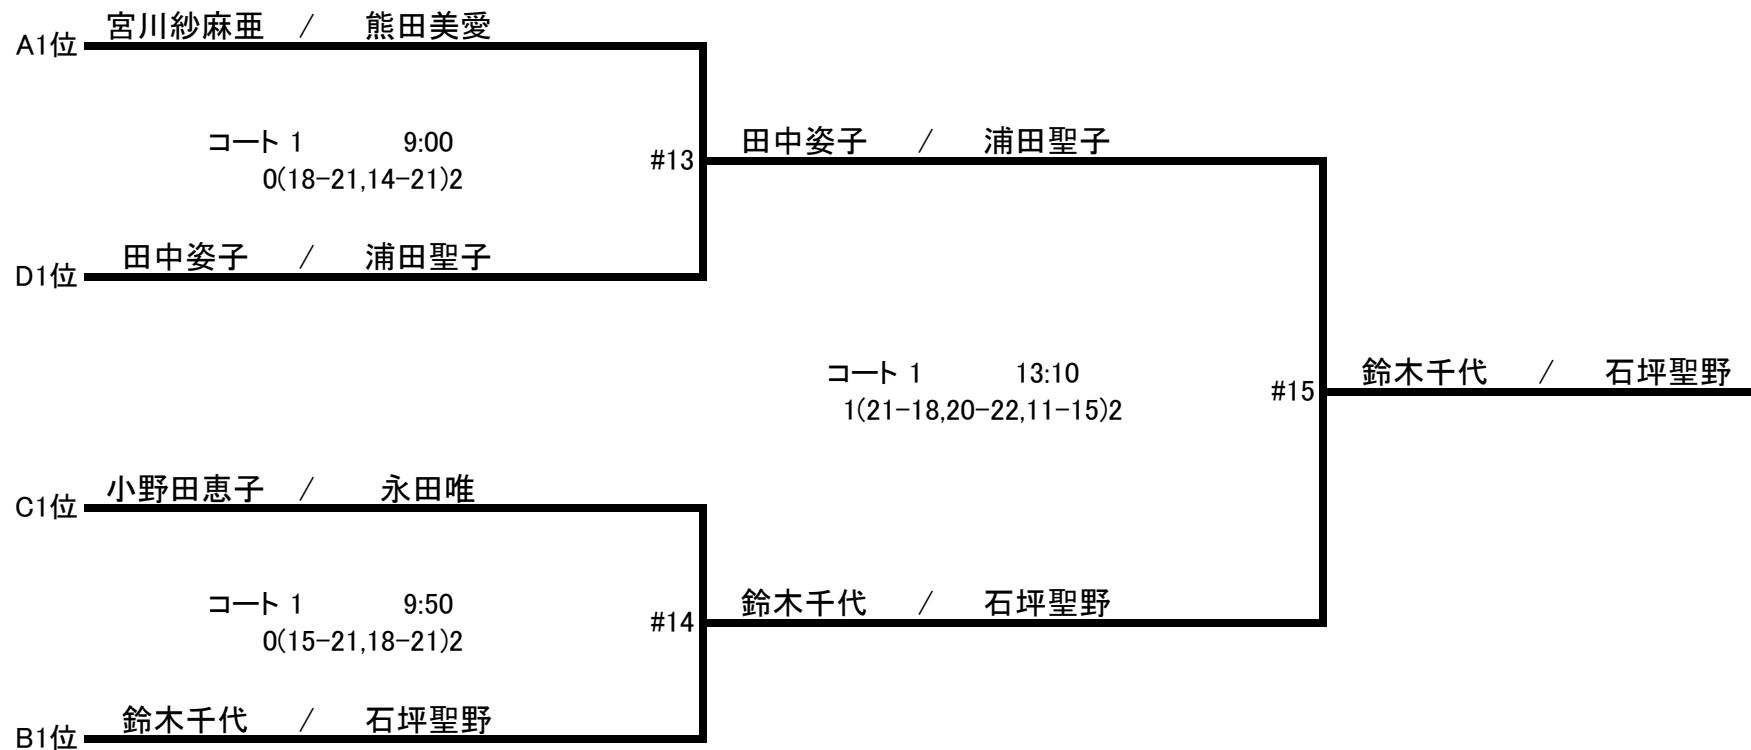 宮川紗麻亜 / 熊田美愛
A1位
コート 1 9:00
0(18-21,14-21)2
#13
田中姿子 / 浦田聖子
田中姿子 / 浦田聖子
D1位
コート 1 13:10
1(21-18,20-22,11-15)2
#15
鈴木千代 / 石坪聖野
小野田恵子 / 永田唯
C1位
コート 1 9:50
0(15-21,18-21)2
#14
鈴木千代 / 石坪聖野
鈴木千代 / 石坪聖野
B1位